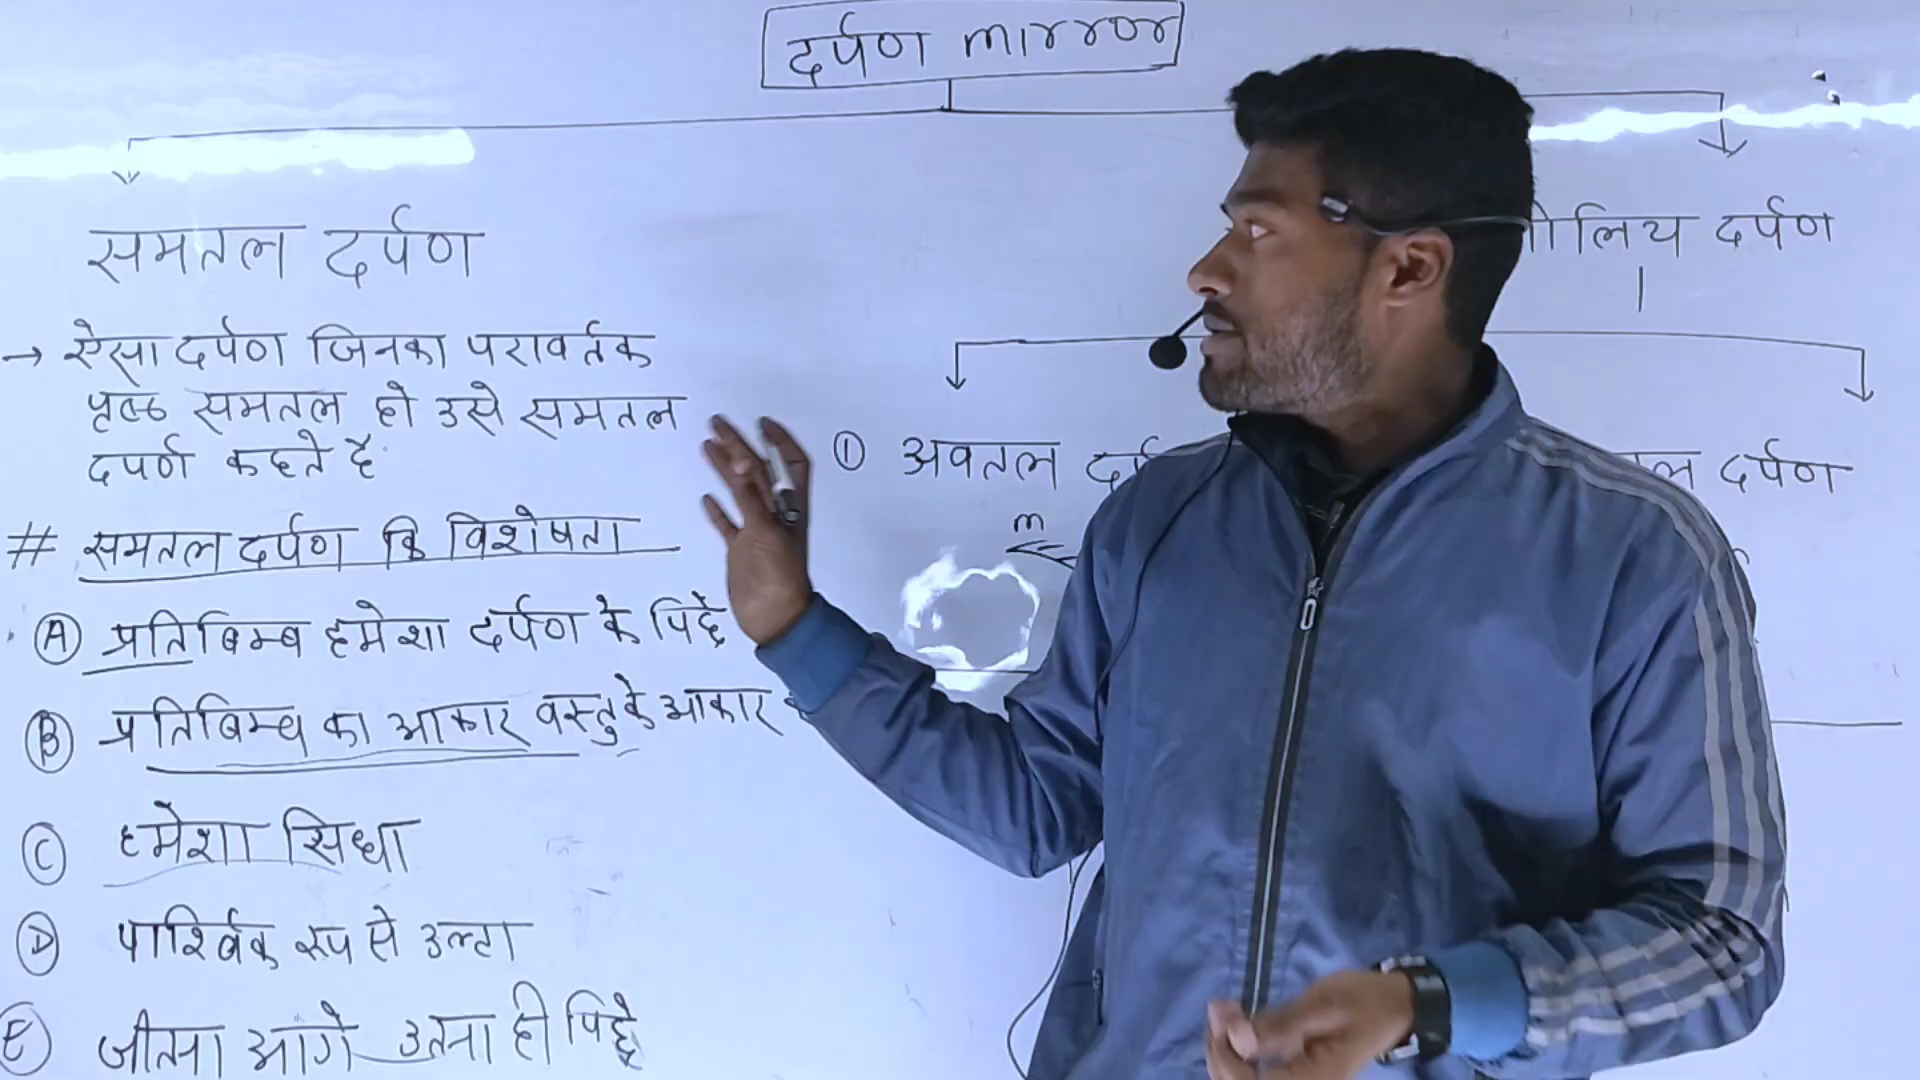 दर्पण mirror
समतल दर्पण
→ ऐसा दर्पण जिनका परावर्तक
पृष्ठ समतल हो उसे समतल
दपर्ण कहते है
# समतल दर्पण कि विशेषता
Ⓐ प्रतिबिम्ब हमेशा दर्पण के पिछे
Ⓑ प्रतिबिम्ब का आकार वस्तु के आकार
Ⓒ हमेशा सिधा
Ⓓ पार्श्विक रूप से उल्टा
Ⓔ जीतना आगे उतना ही पिछे
ोलिय दर्पण
① अवतल दर्प
ल दर्पण
m